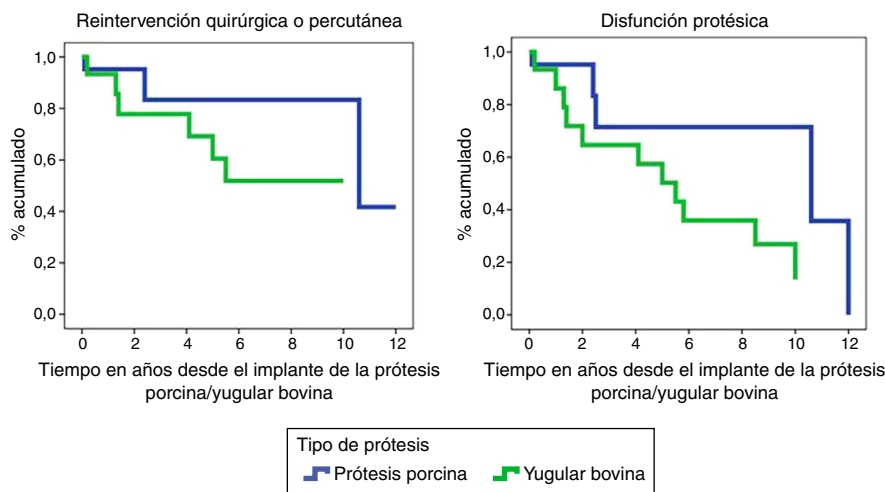 Reintervención quirúrgica o percutánea
% acumulado
1,0
0,8
0,6
0,4
0,2
0,0
0 2 4 6 8 10 12
Tiempo en años desde el implante de la prótesis
porcina/yugular bovina
Disfunción protésica
% acumulado
1,0
0,8
0,6
0,4
0,2
0,0
0 2 4 6 8 10 12
Tiempo en años desde el implante de la prótesis
porcina/yugular bovina
Tipo de prótesis
Prótesis porcina Yugular bovina